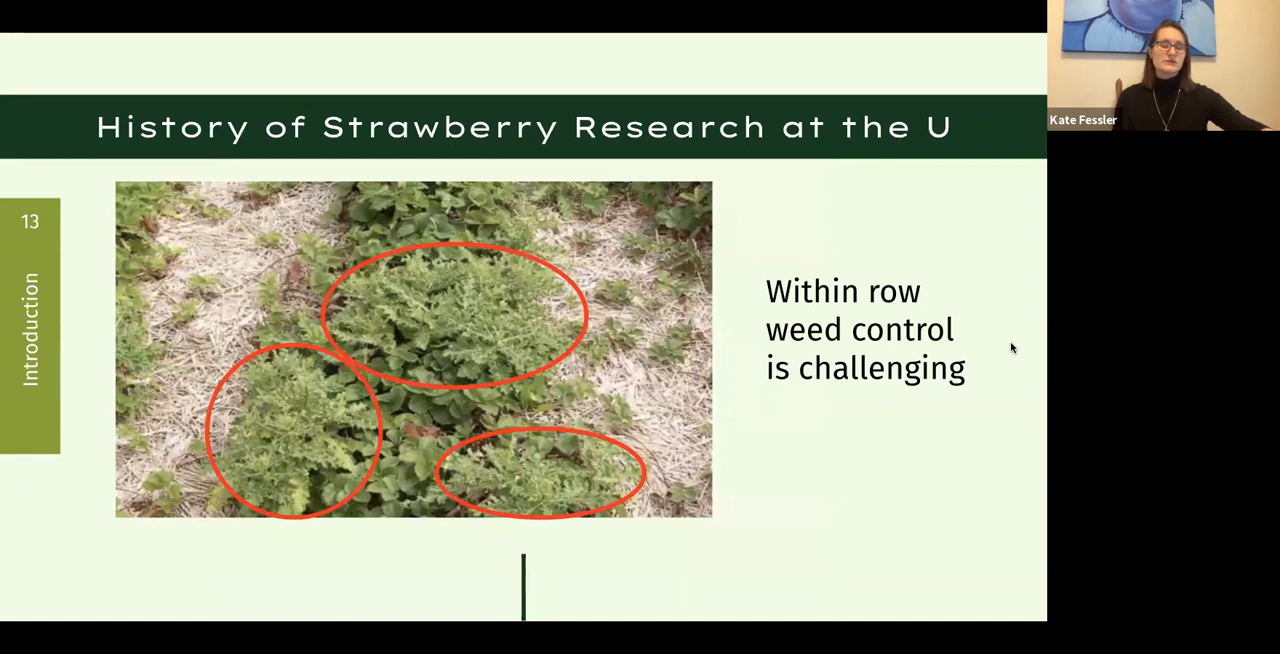 History of Strawberry Research at the U
13
Introduction
Within row
weed control
is challenging
Kate Fessler